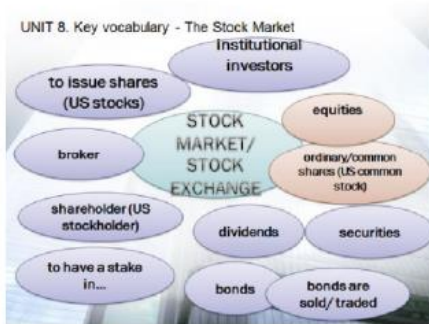 UNIT 8. Key vocabulary - The Stock Market
Institutional
investors
to issue shares
(US stocks)
equities
STOCK
MARKET/
STOCK
EXCHANGE
broker
ordinary/common
shares (US common
stock)
shareholder (US
stockholder)
dividends
securities
to have a stake
in...
bonds
bonds are
sold/ traded